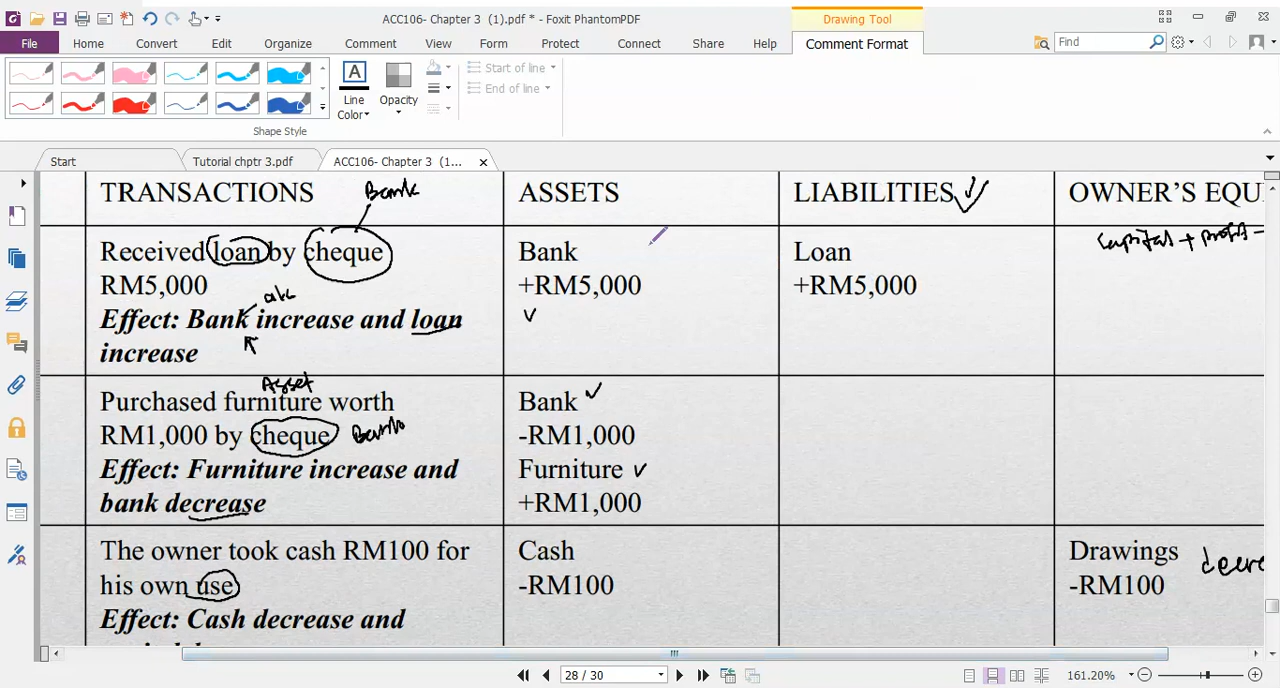 ACC106- Chapter 3 (1).pdf * - Foxit PhantomPDF
Drawing Tool
File Home Convert Edit Organize Comment View Form Protect Connect Share Help Comment Format
Find
Line Color
Opacity
Start of line
End of line
Shape Style
Start
Tutorial chptr 3.pdf
ACC106- Chapter 3 (1...
TRANSACTIONS ASSETS LIABILITIES OWNER'S EQU
Bank
Received loan by cheque
RM5,000
a/c
Effect: Bank increase and loan
increase
Bank
+RM5,000
Loan
+RM5,000
Capital + Profit -
Asset
Purchased furniture worth
RM1,000 by cheque Bank
Effect: Furniture increase and
bank decrease
Bank
-RM1,000
Furniture
+RM1,000
The owner took cash RM100 for
his own use
Effect: Cash decrease and
Cash
-RM100
Drawings decre
-RM100
28 / 30
161.20%